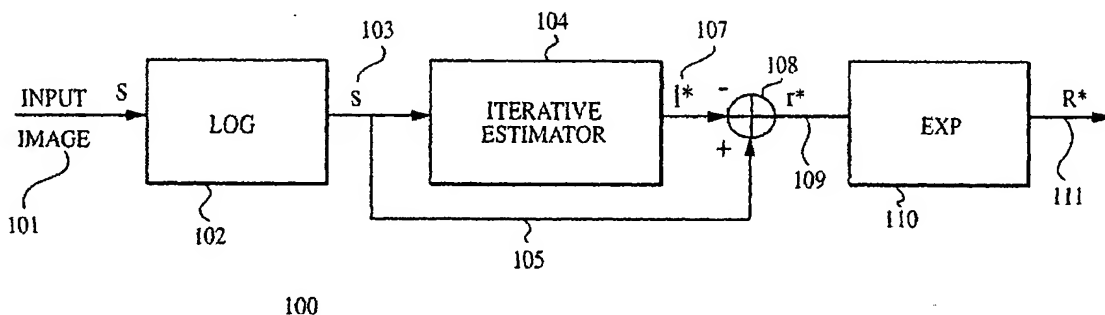 103
104
107
108
INPUT
IMAGE
S
LOG
s
ITERATIVE
ESTIMATOR
l*
-
+
r*
EXP
R*
101
102
105
109
110
111
100